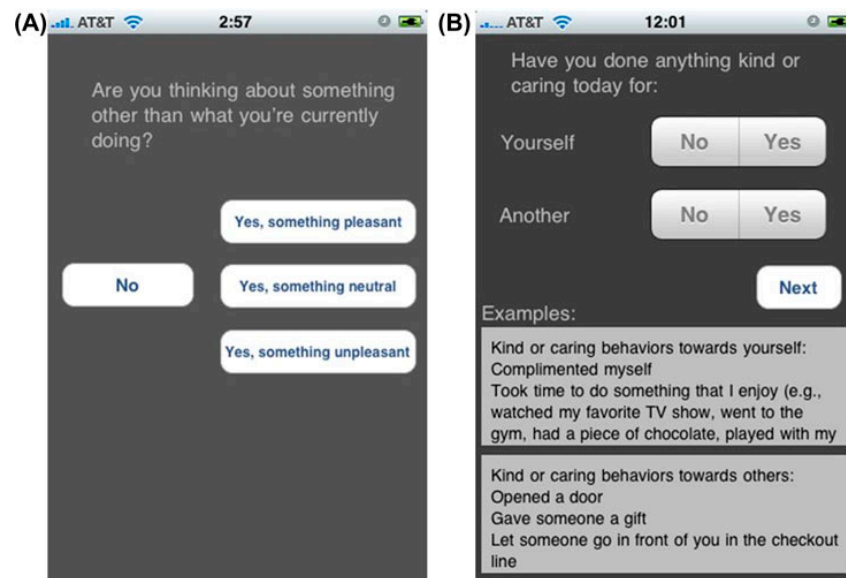 (A) AT&T 2:57
Are you thinking about something
other than what you're currently
doing?
Yes, something pleasant
No
Yes, something neutral
Yes, something unpleasant
(B) AT&T 12:01
Have you done anything kind or
caring today for:
Yourself No Yes
Another No Yes
Next
Examples:
Kind or caring behaviors towards yourself:
Complimented myself
Took time to do something that I enjoy (e.g.,
watched my favorite TV show, went to the
gym, had a piece of chocolate, played with my
Kind or caring behaviors towards others:
Opened a door
Gave someone a gift
Let someone go in front of you in the checkout
line